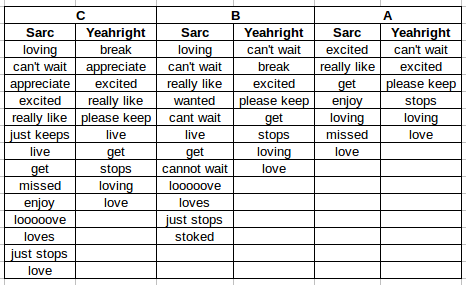 C B A
Sarc Yeahright Sarc Yeahright Sarc Yeahright
loving break loving can't wait excited can't wait
can't wait appreciate can't wait break really like excited
appreciate excited really like excited get please keep
excited really like wanted please keep enjoy stops
really like please keep cant wait get loving loving
just keeps live live stops missed love
live get get loving love
get stops cannot wait love
missed loving looooove
enjoy love loves
looooove just stops
loves stoked
just stops
love